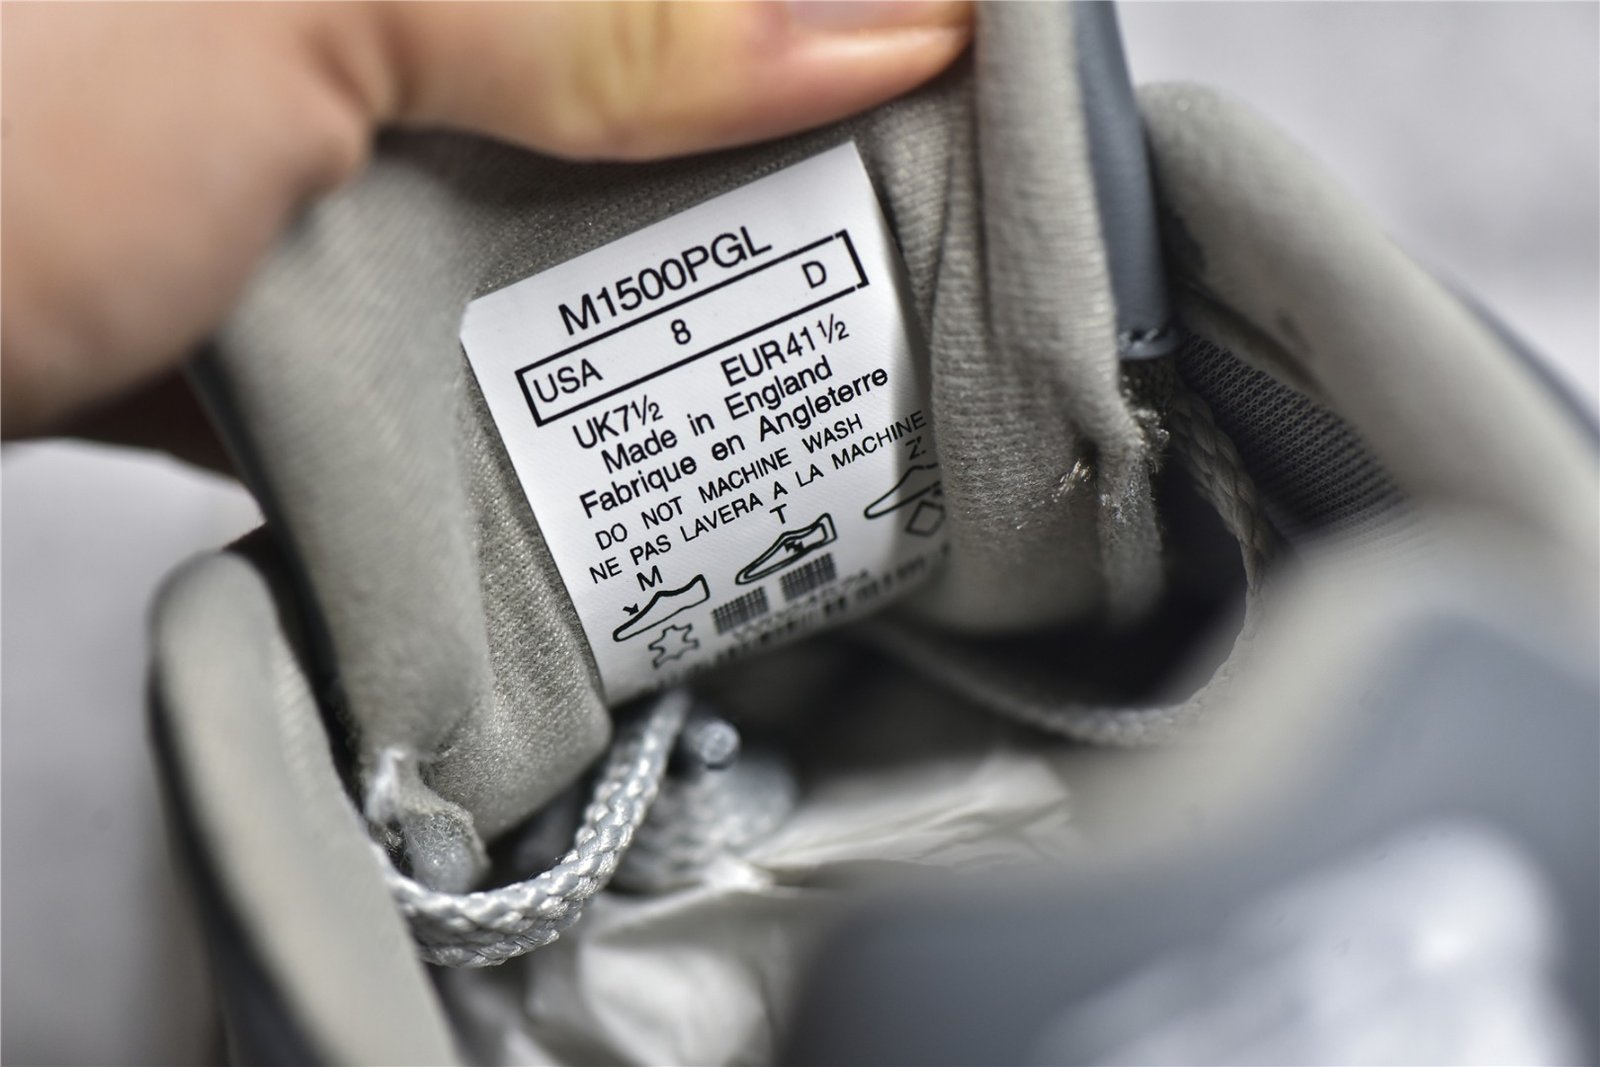 M1500PGL
USA 8 D
UK7½ EUR41½
Made in England
Fabrique en Angleterre
DO NOT MACHINE WASH
NE PAS LAVERA A LA MACHINE
M T Z